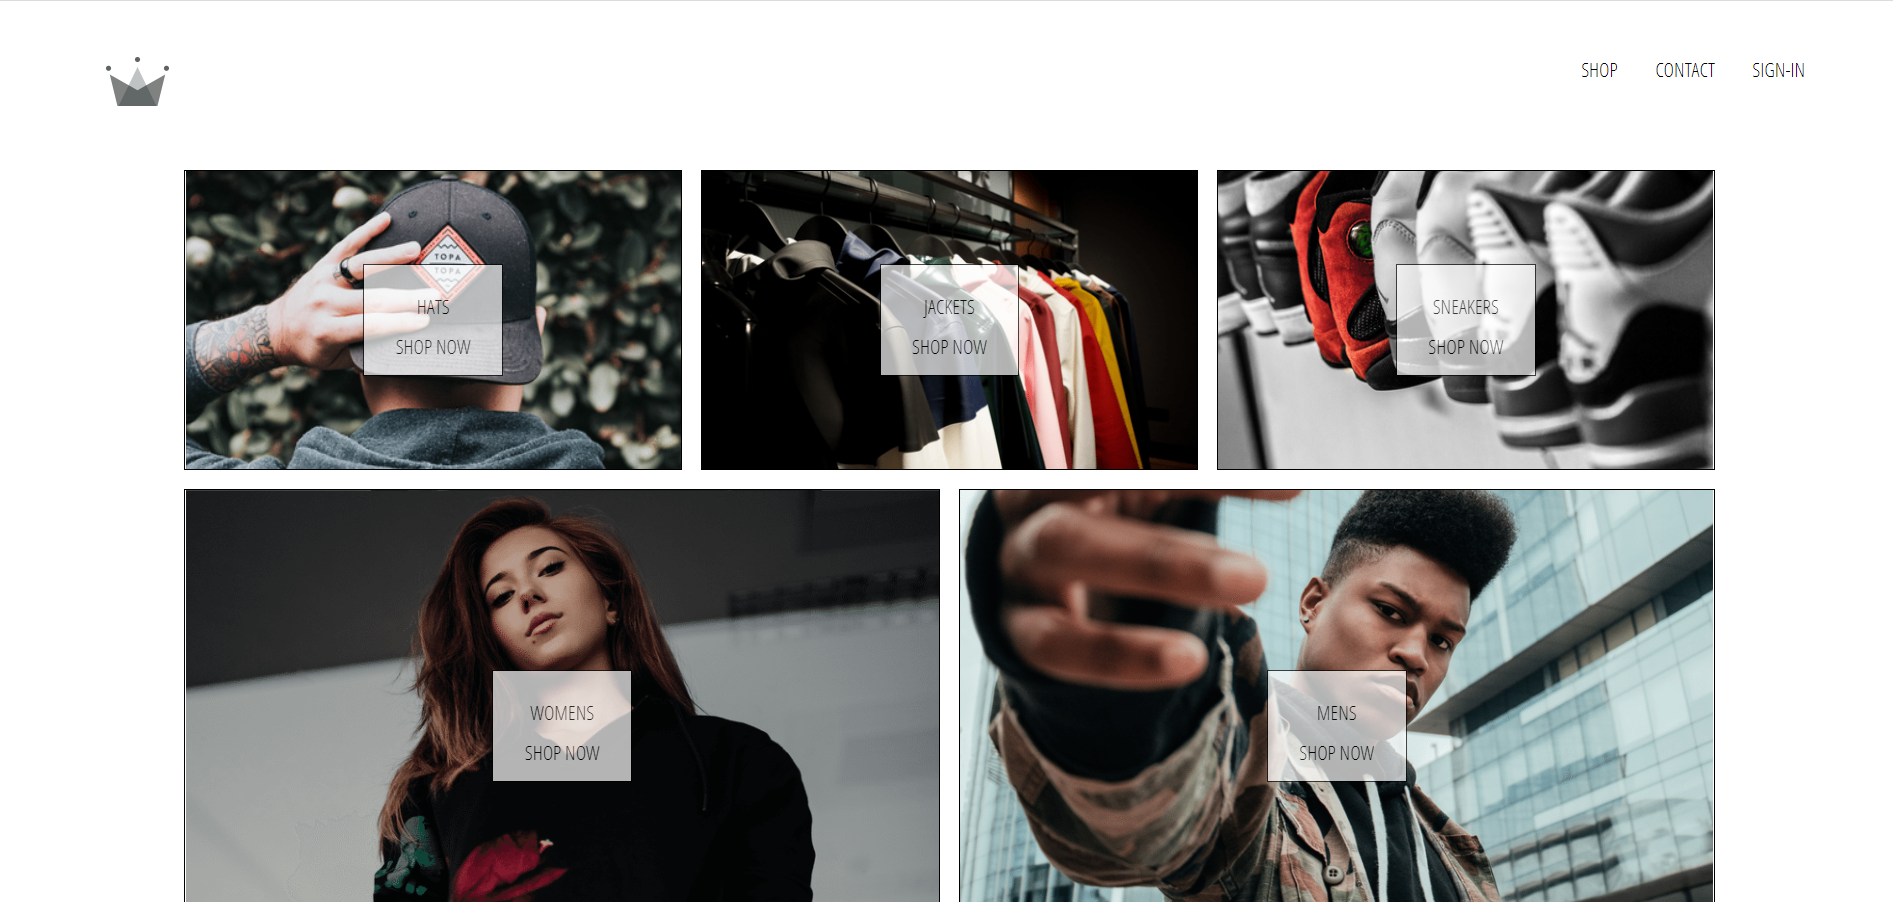 SHOP CONTACT SIGN-IN
TOPA
TOPA
HATS
SHOP NOW
JACKETS
SHOP NOW
SNEAKERS
SHOP NOW
WOMENS
SHOP NOW
MENS
SHOP NOW